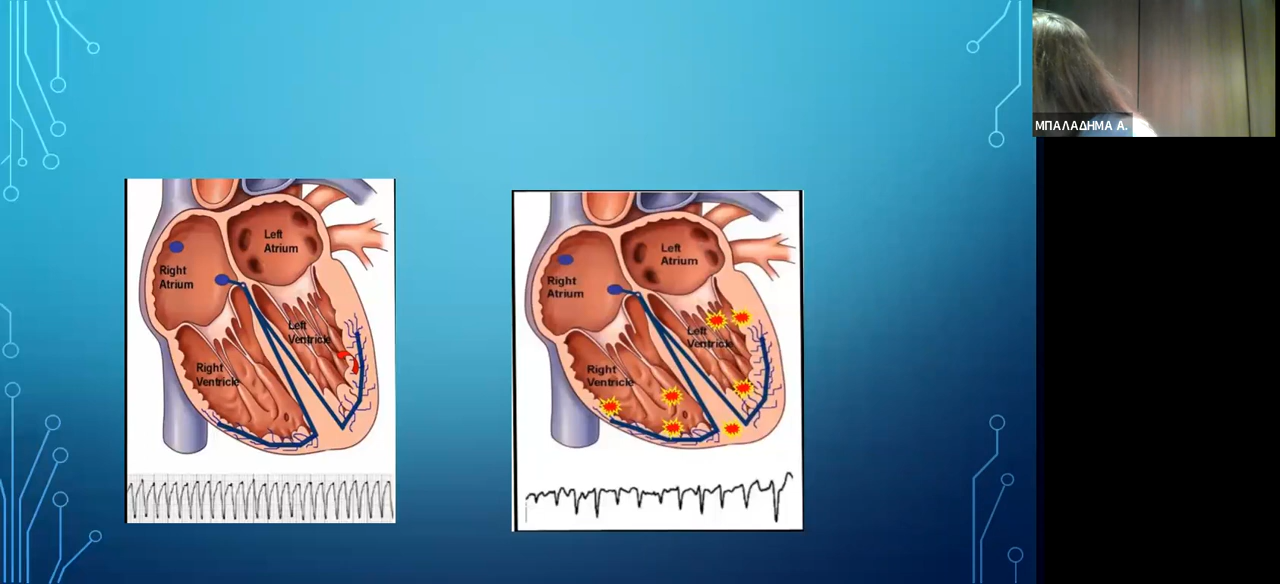 Left
Atrium
Right
Atrium
Left
Ventricle
Right
Ventricle
Left
Atrium
Right
Atrium
Left
Ventricle
Right
Ventricle
ΜΠΑΛΑΔΗΜΑ Α.